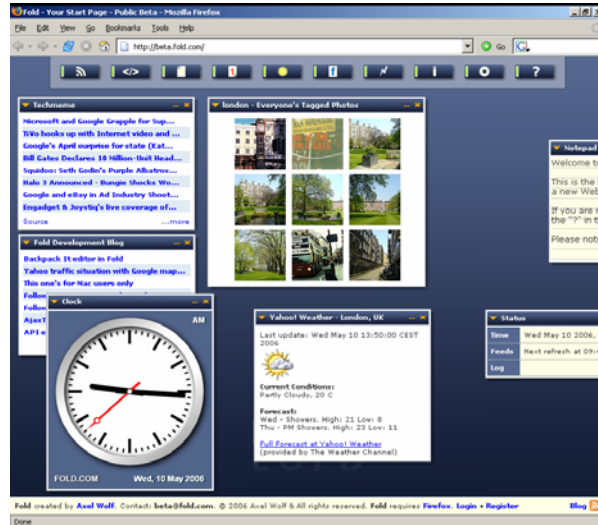 Fold - Your Start Page - Public Beta - Mozilla Firefox
File Edit View Go Bookmarks Tools Help
http://beta.fold.com/
Go
</>
1
f
i
?
Techmeme
Microsoft and Google Grapple for Sup...
TiVo hooks up with Internet video and ...
Google's April surprise for state (Kat...
Bill Gates Declares 10 Million-Unit Head...
Squidoo: Seth Godin's Purple Albatros...
Halo 3 Announced - Bungie Shocks Wo...
Google and eBay in Ad Industry Shoot...
Engadget & Joystiq's live coverage of...
Source ...more
london - Everyone's Tagged Photos
Notepad
Welcome to
This is the
a new Web
If you are
the "?" in t
Please not
Fold Development Blog
Backpack It editor in Fold
Yahoo traffic situation with Google map...
This one's for Mac users only
Follow
Follow
AjaxT
API e
Clock
AM
FOLD.COM Wed, 10 May 2006
Yahoo! Weather - London, UK
Last update: Wed May 10 13:50:00 CEST
2006
Current Conditions:
Partly Cloudy, 20 C
Forecast:
Wed - Showers. High: 21 Low: 8
Thu - PM Showers. High: 23 Low: 11
Full Forecast at Yahoo! Weather
(provided by The Weather Channel)
Status
Time Wed May 10 2006,
Feeds Next refresh at 09:
Log
Fold created by Axel Wolf. Contact: beta@fold.com. © 2006 Axel Wolf & All rights reserved. Fold requires Firefox. Login • Register Blog
Done